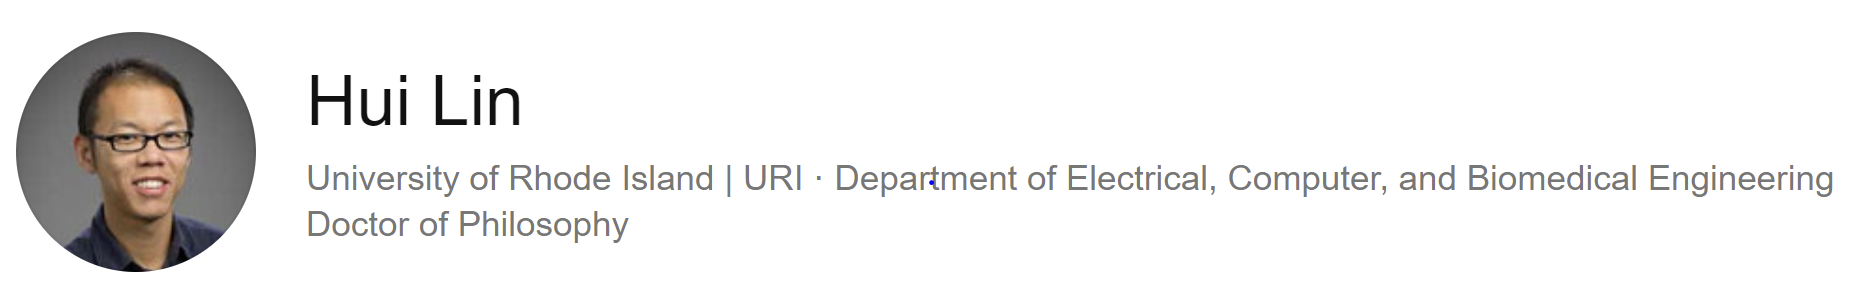 Hui Lin
University of Rhode Island | URI · Department of Electrical, Computer, and Biomedical Engineering
Doctor of Philosophy